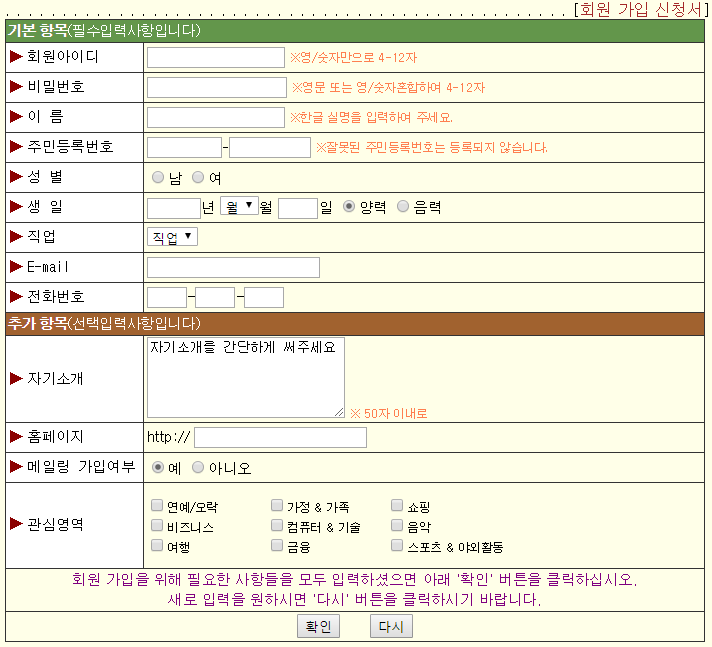 [회원 가입 신청서]
기본 항목(필수입력사항입니다)
회원아이디 ※영/숫자만으로 4-12자
비밀번호 ※영문 또는 영/숫자혼합하여 4-12자
이 름 ※한글 실명을 입력하여 주세요.
주민등록번호 - ※잘못된 주민등록번호는 등록되지 않습니다.
성 별 남 여
생 일 년 월 월 일 양력 음력
직업 직업
E-mail
전화번호 - -
추가 항목(선택입력사항입니다)
자기소개 자기소개를 간단하게 써주세요 ※ 50자 이내로
홈페이지 http://
메일링 가입여부 예 아니오
연예/오락 가정 & 가족 쇼핑
관심영역 비즈니스 컴퓨터 & 기술 음악
여행 금융 스포츠 & 야외활동
회원 가입을 위해 필요한 사항들을 모두 입력하셨으면 아래 '확인' 버튼을 클릭하십시오.
새로 입력을 원하시면 '다시' 버튼을 클릭하시기 바랍니다.
확인 다시